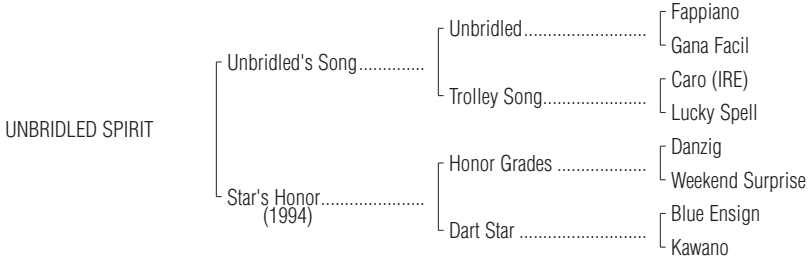 Fappiano
Unbridled..........................
Gana Facil
Unbridled's Song..............
Caro (IRE)
Trolley Song......................
Lucky Spell
UNBRIDLED SPIRIT
Danzig
Honor Grades ...................
Weekend Surprise
Star's Honor......................
(1994)
Blue Ensign
Dart Star ...........................
Kawano